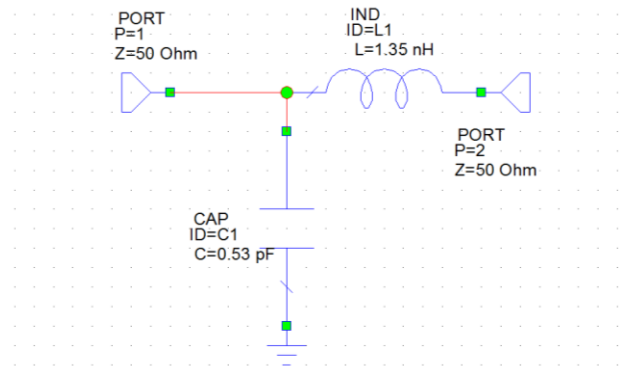 PORT
P=1
Z=50 Ohm
IND
ID=L1
L=1.35 nH
PORT
P=2
Z=50 Ohm
CAP
ID=C1
C=0.53 pF